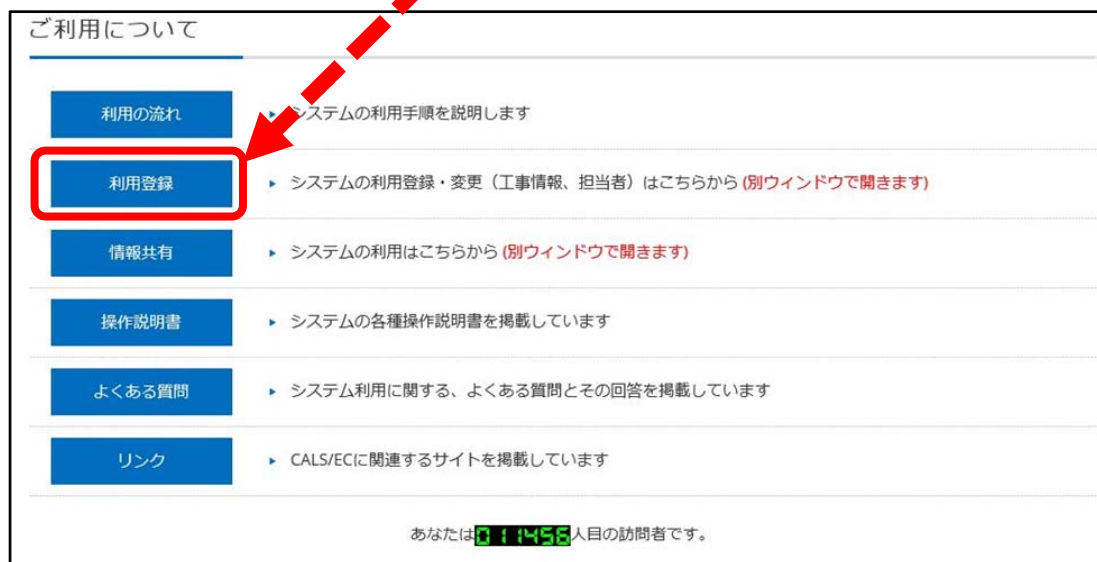 ご利用について
利用の流れ ▸ システムの利用手順を説明します
利用登録 ▸ システムの利用登録・変更（工事情報、担当者）はこちらから (別ウィンドウで開きます)
情報共有 ▸ システムの利用はこちらから (別ウィンドウで開きます)
操作説明書 ▸ システムの各種操作説明書を掲載しています
よくある質問 ▸ システム利用に関する、よくある質問とその回答を掲載しています
リンク ▸ CALS/ECに関連するサイトを掲載しています
あなたは011456人目の訪問者です。